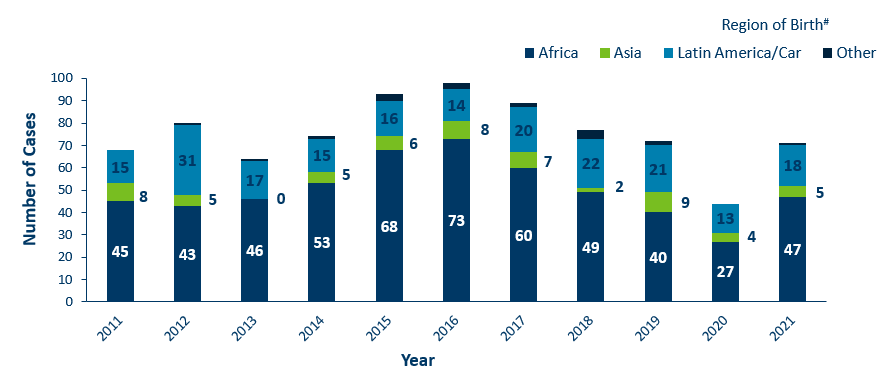 Region of Birth#
Africa Asia Latin America/Car Other
Number of Cases
100
90
80
70
60
50
40
30
20
10
0
15 8 45
31 5 43
17 0 46
15 5 53
16 6 68
14 8 73
20 7 60
22 2 49
21 9 40
13 4 27
18 5 47
2011 2012 2013 2014 2015 2016 2017 2018 2019 2020 2021
Year